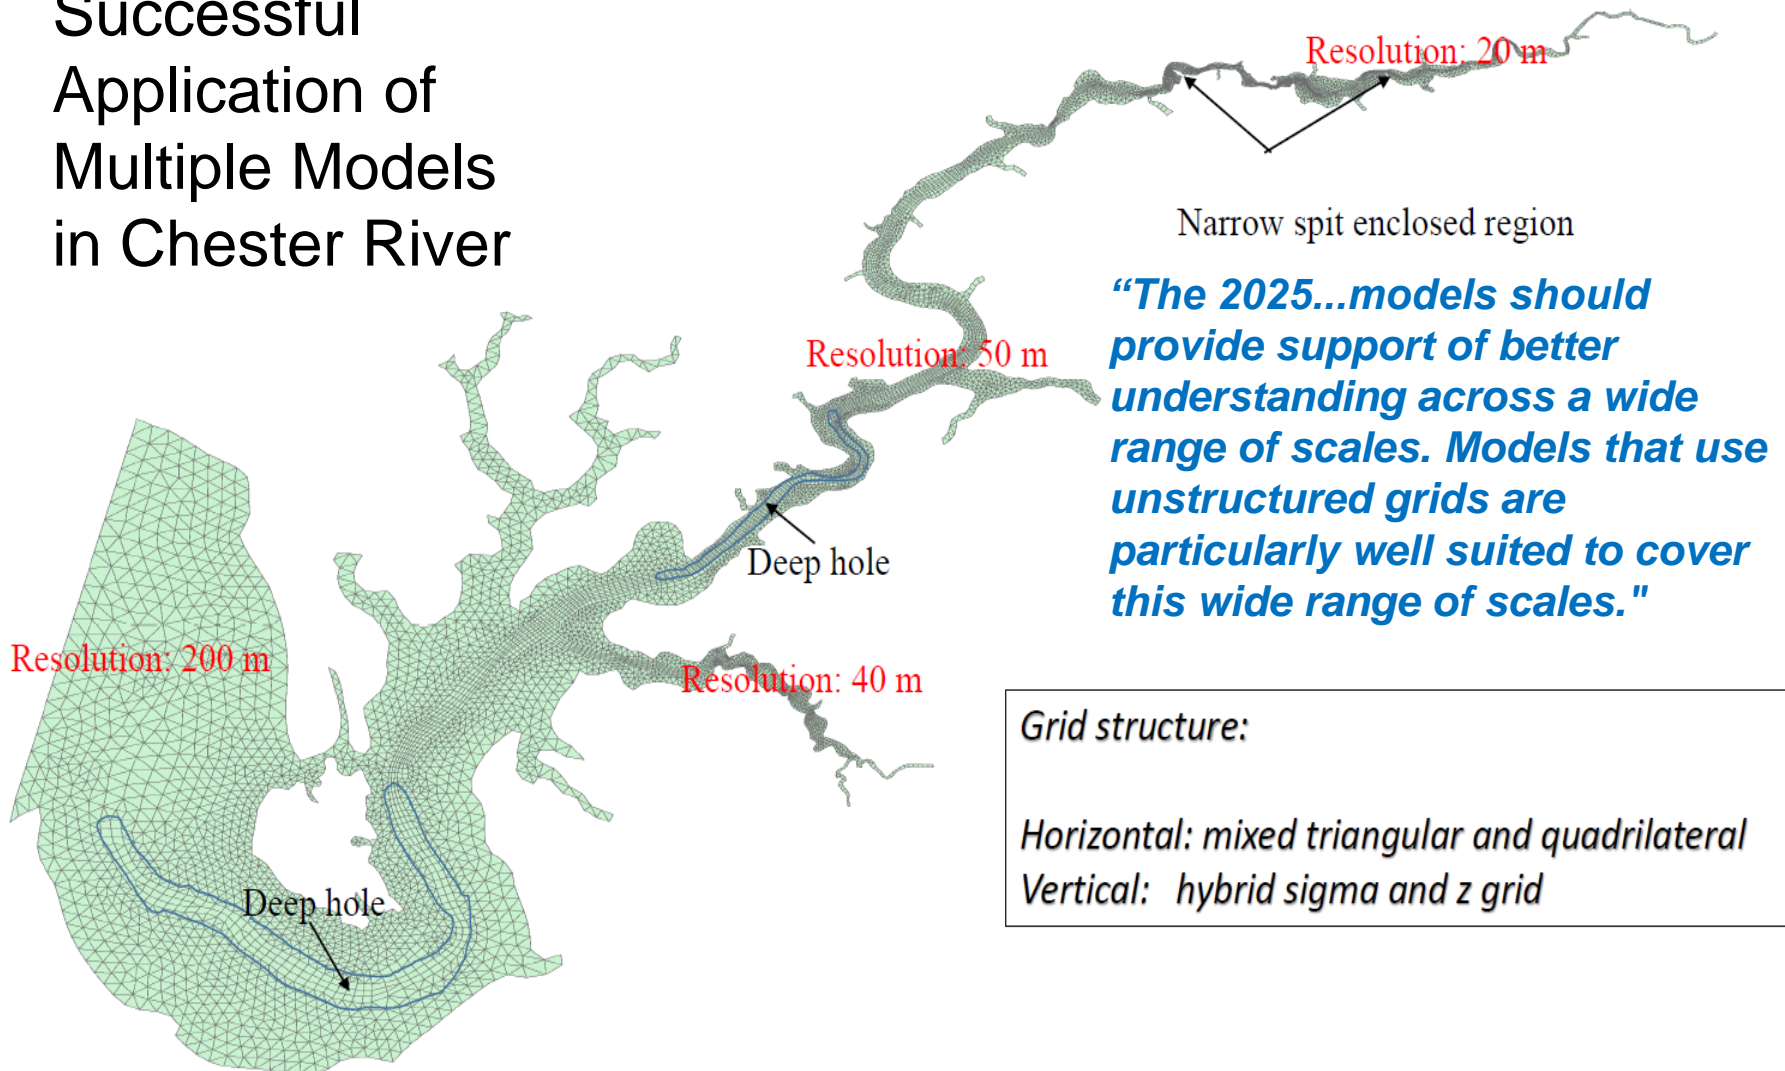 Successful
Application of
Multiple Models
in Chester River
Resolution: 20 m
Narrow spit enclosed region
“The 2025...models should
provide support of better
understanding across a wide
range of scales. Models that use
unstructured grids are
particularly well suited to cover
this wide range of scales."
Resolution: 50 m
Deep hole
Resolution: 200 m
Resolution: 40 m
Deep hole
Grid structure:
Horizontal: mixed triangular and quadrilateral
Vertical: hybrid sigma and z grid